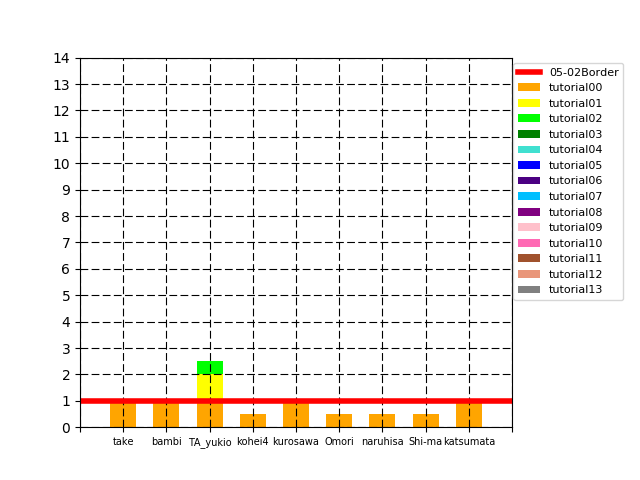 14
13
12
11
10
9
8
7
6
5
4
3
2
1
0
take bambi TA_yukio kohei4 kurosawa Omori naruhisa Shi-ma katsumata
05-02Border
tutorial00
tutorial01
tutorial02
tutorial03
tutorial04
tutorial05
tutorial06
tutorial07
tutorial08
tutorial09
tutorial10
tutorial11
tutorial12
tutorial13